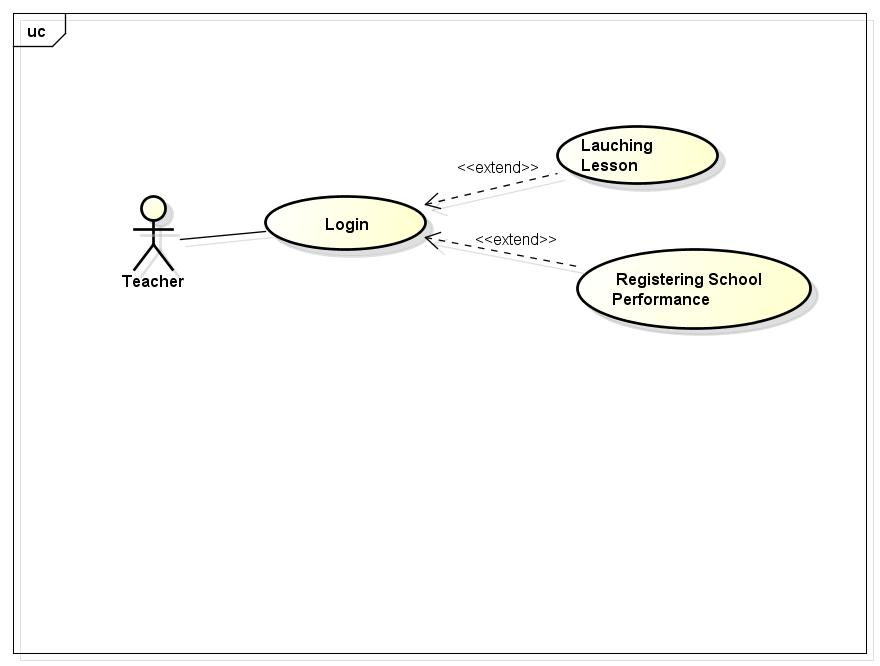 uc
<<extend>>
Lauching
Lesson
Login
<<extend>>
Registering School
Performance
Teacher